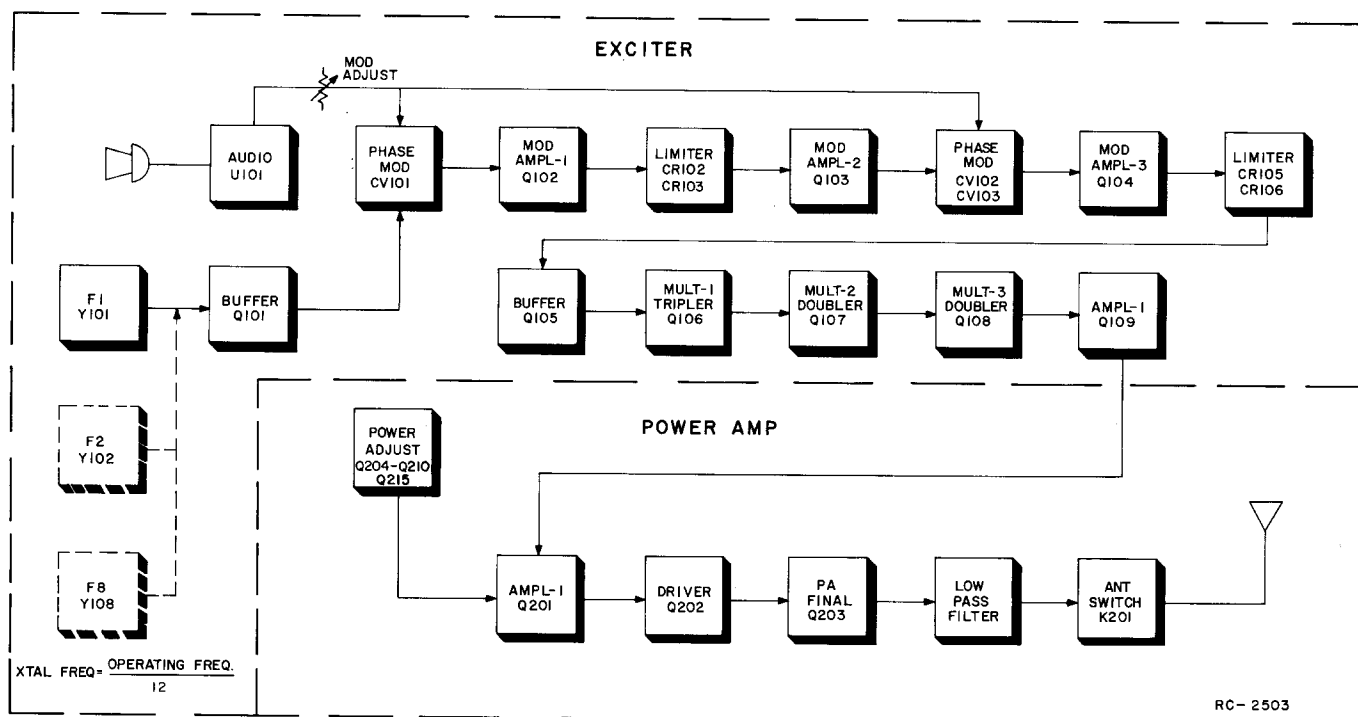 EXCITER
MOD
ADJUST
AUDIO
U101
PHASE
MOD
CV101
MOD
AMPL-1
Q102
LIMITER
CR102
CR103
MOD
AMPL-2
Q103
PHASE
MOD
CV102
CV103
MOD
AMPL-3
Q104
LIMITER
CR105
CR106
F1
Y101
BUFFER
Q101
BUFFER
Q105
MULT-1
TRIPLER
Q106
MULT-2
DOUBLER
Q107
MULT-3
DOUBLER
Q108
AMPL-1
Q109
F2
Y102
F8
Y108
XTAL FREQ= OPERATING FREQ.
12
POWER AMP
POWER
ADJUST
Q204-Q210
Q215
AMPL-1
Q201
DRIVER
Q202
PA
FINAL
Q203
LOW
PASS
FILTER
ANT
SWITCH
K201
RC-2503